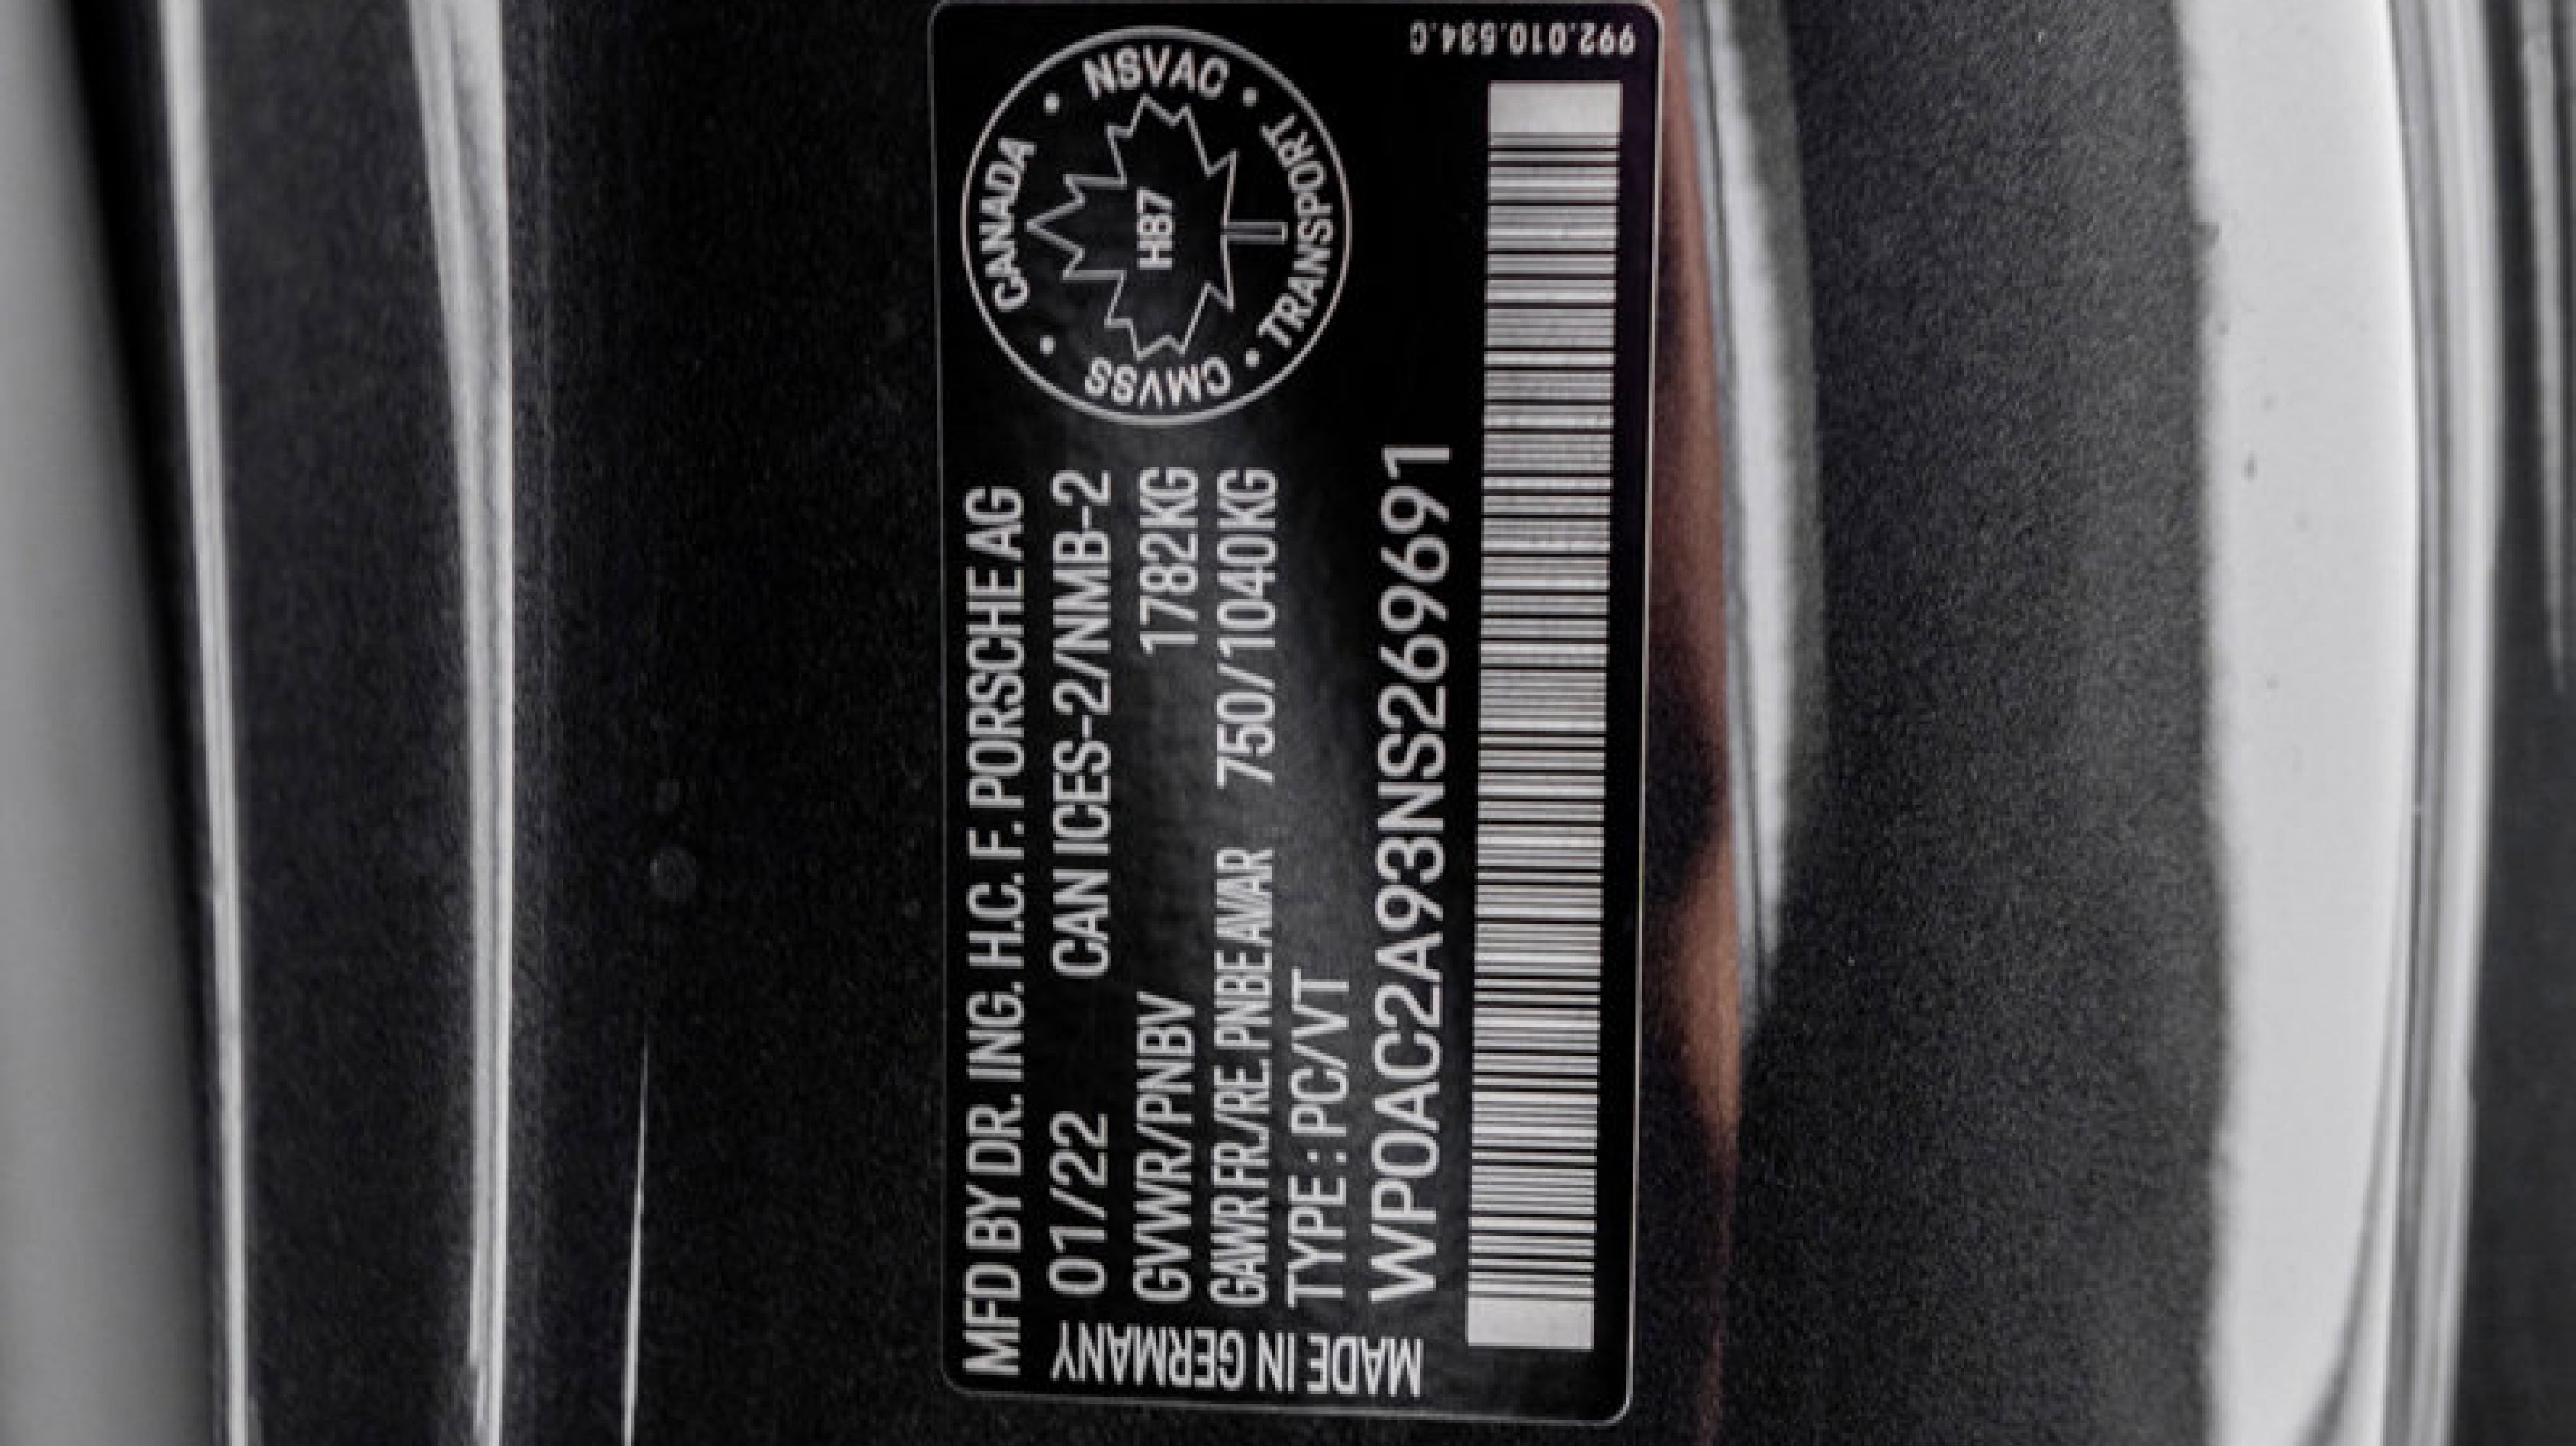 MFD BY DR. ING. H.C. F. PORSCHE AG
01/22 CAN ICES-2/NMB-2
GVWR/PNBV 1782KG
GAWR FR./RE. PNBE AV/AR 750/1040KG
TYPE : PC/VT
WP0AC2A93NS269691
MADE IN GERMANY
CANADA • NSVAC • TRANSPORT • CMVSS •
H87
992.010.534.C